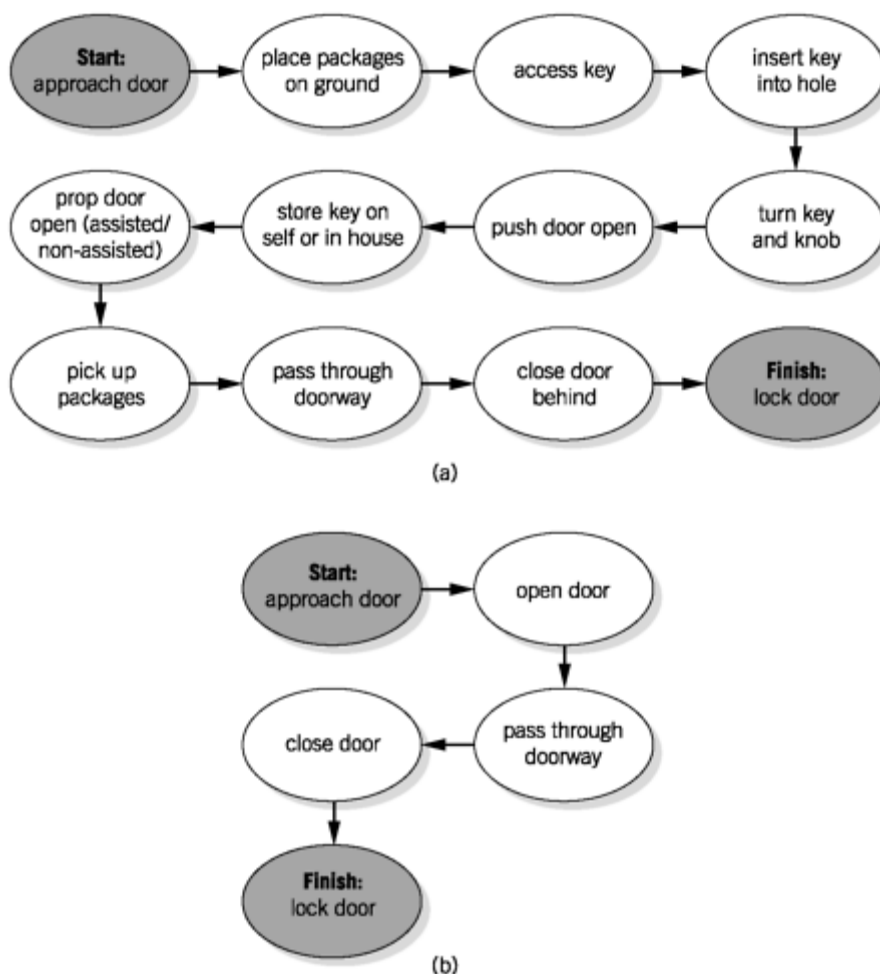 Start:
approach door
place packages
on ground
access key
insert key
into hole
prop door
open (assisted/
non-assisted)
store key on
self or in house
push door open
turn key
and knob
pick up
packages
pass through
doorway
close door
behind
Finish:
lock door
(a)
Start:
approach door
open door
close door
pass through
doorway
Finish:
lock door
(b)